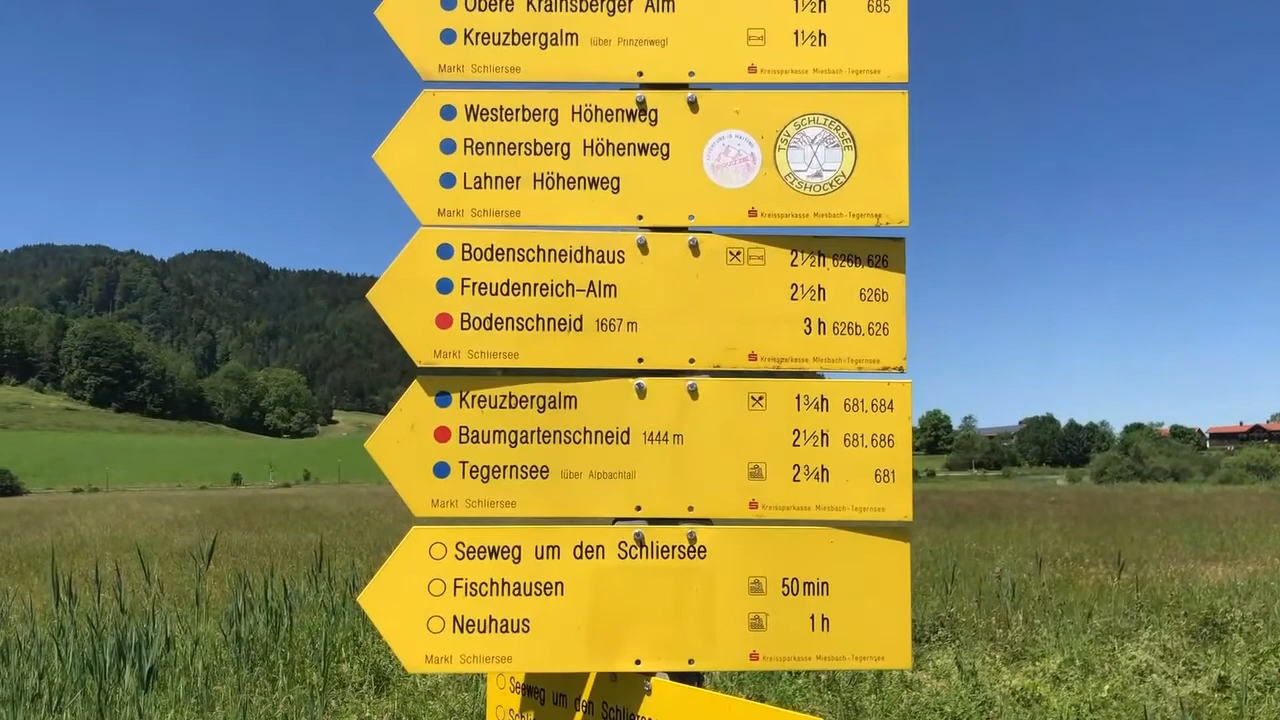 Obere Krainsberger Alm 1½h 685
Kreuzbergalm (über Prinzenweg) 1½h
Markt Schliersee Kreissparkasse Miesbach-Tegernsee
Westerberg Höhenweg
Rennersberg Höhenweg
Lahner Höhenweg
TSV SCHLIERSEE
EISHOCKEY
Markt Schliersee Kreissparkasse Miesbach-Tegernsee
Bodenschneidhaus 2½h 626b, 626
Freudenreich-Alm 2½h 626b
Bodenschneid 1667 m 3 h 626b, 626
Markt Schliersee Kreissparkasse Miesbach-Tegernsee
Kreuzbergalm 1¾h 681, 684
Baumgartenschneid 1444 m 2½h 681, 686
Tegernsee (über Alpbachtal) 2¾h 681
Markt Schliersee Kreissparkasse Miesbach-Tegernsee
Seeweg um den Schliersee
Fischhausen 50 min
Neuhaus 1 h
Markt Schliersee Kreissparkasse Miesbach-Tegernsee
Seeweg um den Schliersee